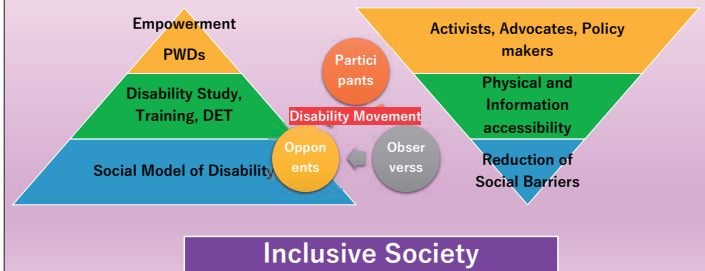 Empowerment
PWDs
Disability Study,
Training, DET
Social Model of Disability
Partici
pants
Disability Movement
Oppon
ents
Obser
verss
Activists, Advocates, Policy
makers
Physical and
Information
accessibility
Reduction of
Social Barriers
Inclusive Society